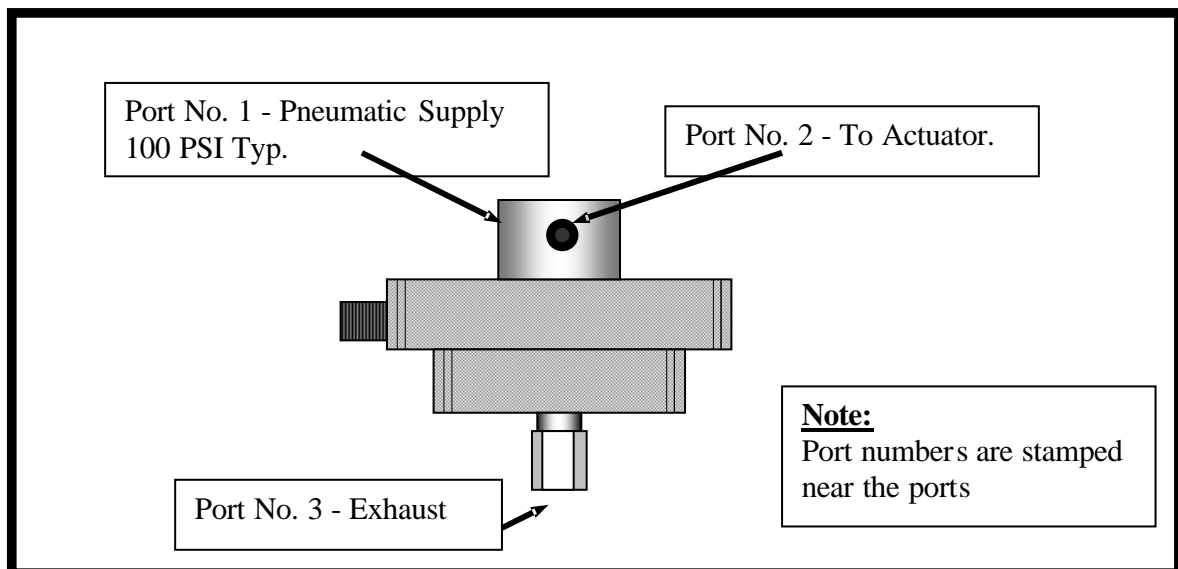 Port No. 1 - Pneumatic Supply
100 PSI Typ.
Port No. 2 - To Actuator.
Note:
Port numbers are stamped
near the ports
Port No. 3 - Exhaust